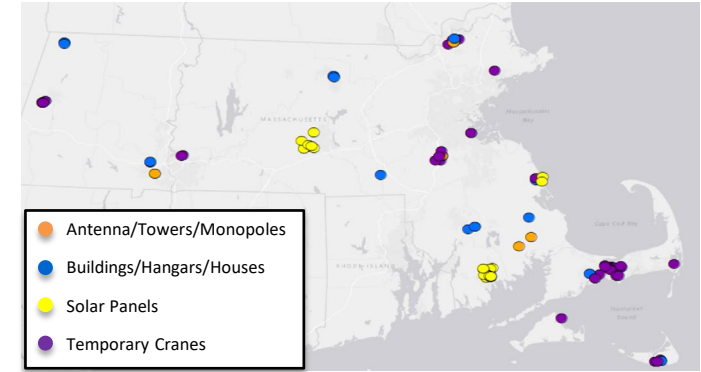 MASSACHUSETTS
Massachusetts
Bay
Cape Cod Bay
RHODE ISLAND
Nantucket
Sound
Antenna/Towers/Monopoles
Buildings/Hangars/Houses
Solar Panels
Temporary Cranes